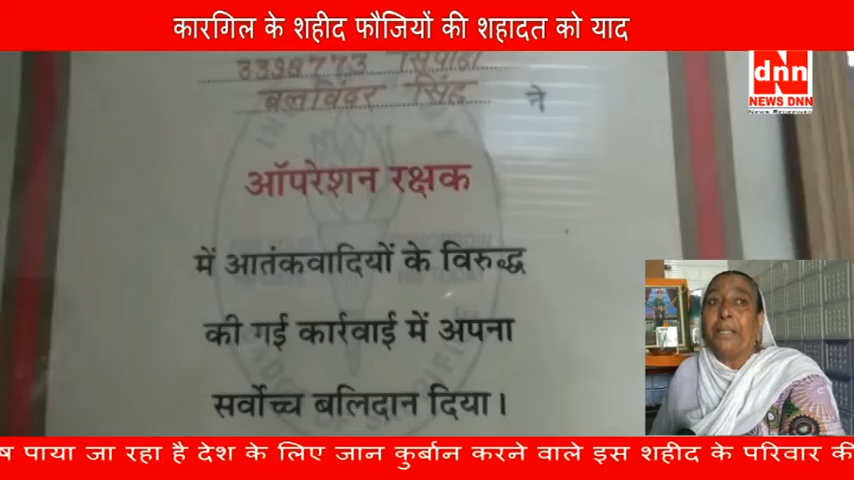 कारगिल के शहीद फौजियों की शहादत को याद
dnn
NEWS DNN
3398773 सिपाही
बलविंदर सिंह ने
ऑपरेशन रक्षक
में आतंकवादियों के विरुद्ध
की गई कार्रवाई में अपना
सर्वोच्च बलिदान दिया।
पाया जा रहा है देश के लिए जान कुर्बान करने वाले इस शहीद के परिवार की